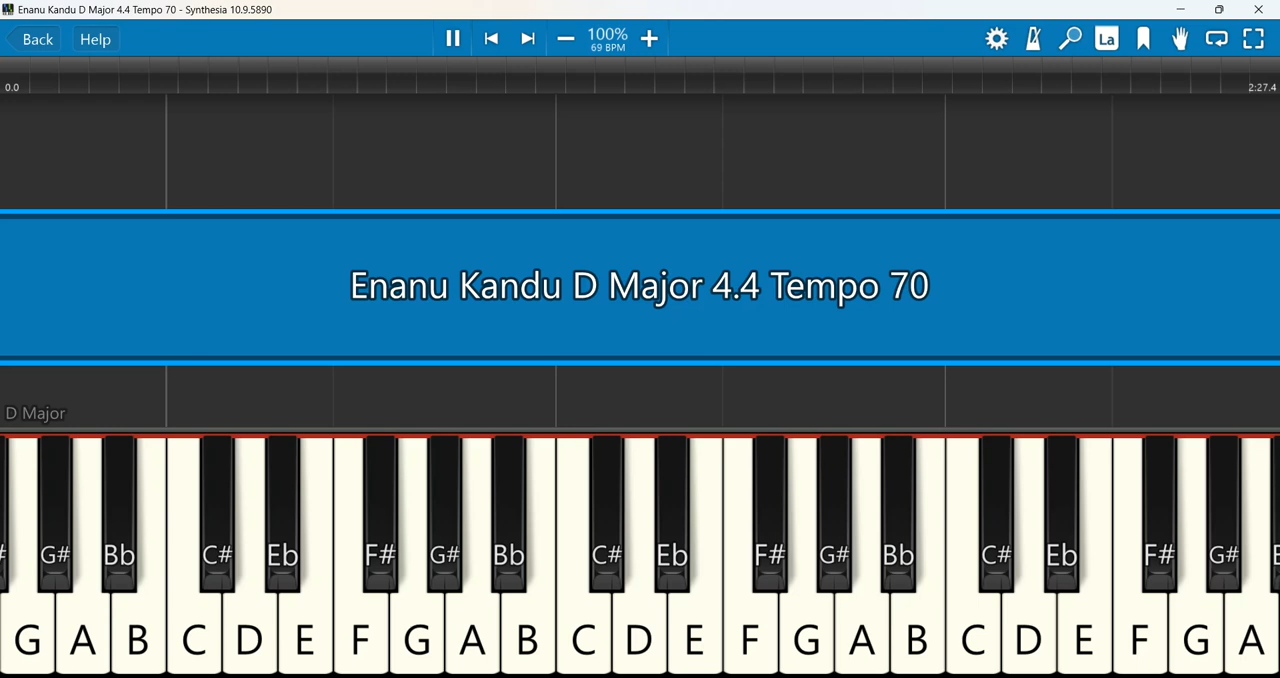 Enanu Kandu D Major 4.4 Tempo 70 - Synthesia 10.9.5890
Back Help 100% La
69 BPM
0.0 2:27.4
Enanu Kandu D Major 4.4 Tempo 70
D Major
G# Bb C# Eb F# G# Bb C# Eb F# G# Bb C# Eb F# G#
G A B C D E F G A B C D E F G A B C D E F G A